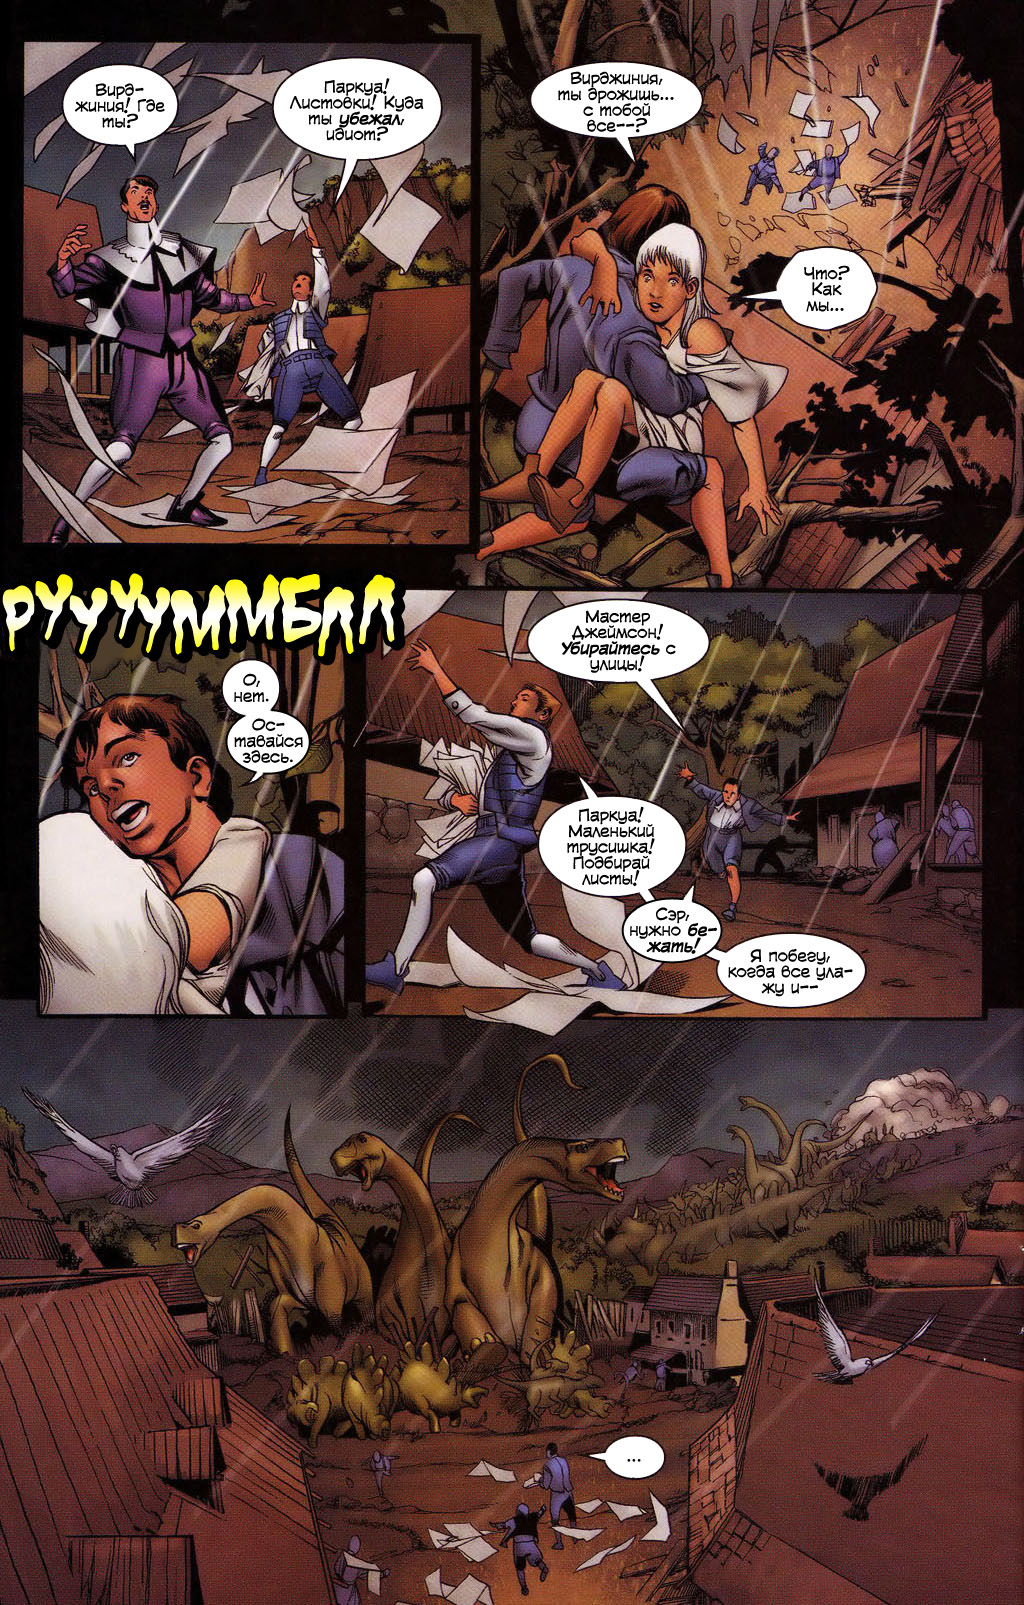 Вирд-
жиния! Где
ты?
Паркуа!
Листовки! Куда
ты убежал,
идиот?
Вирджиния,
ты дрожишь...
с тобой
все--?
Что?
Как
мы...
РУУУУММБЛЛ
О,
нет.
Ос-
тавайся
здесь.
Мастер
Джеймсон!
Убирайтесь с
улицы!
Паркуа!
Маленький
трусишка!
Подбирай
листы!
Сэр,
нужно бе-
жать!
Я побегу,
когда все ула-
жу и--
...